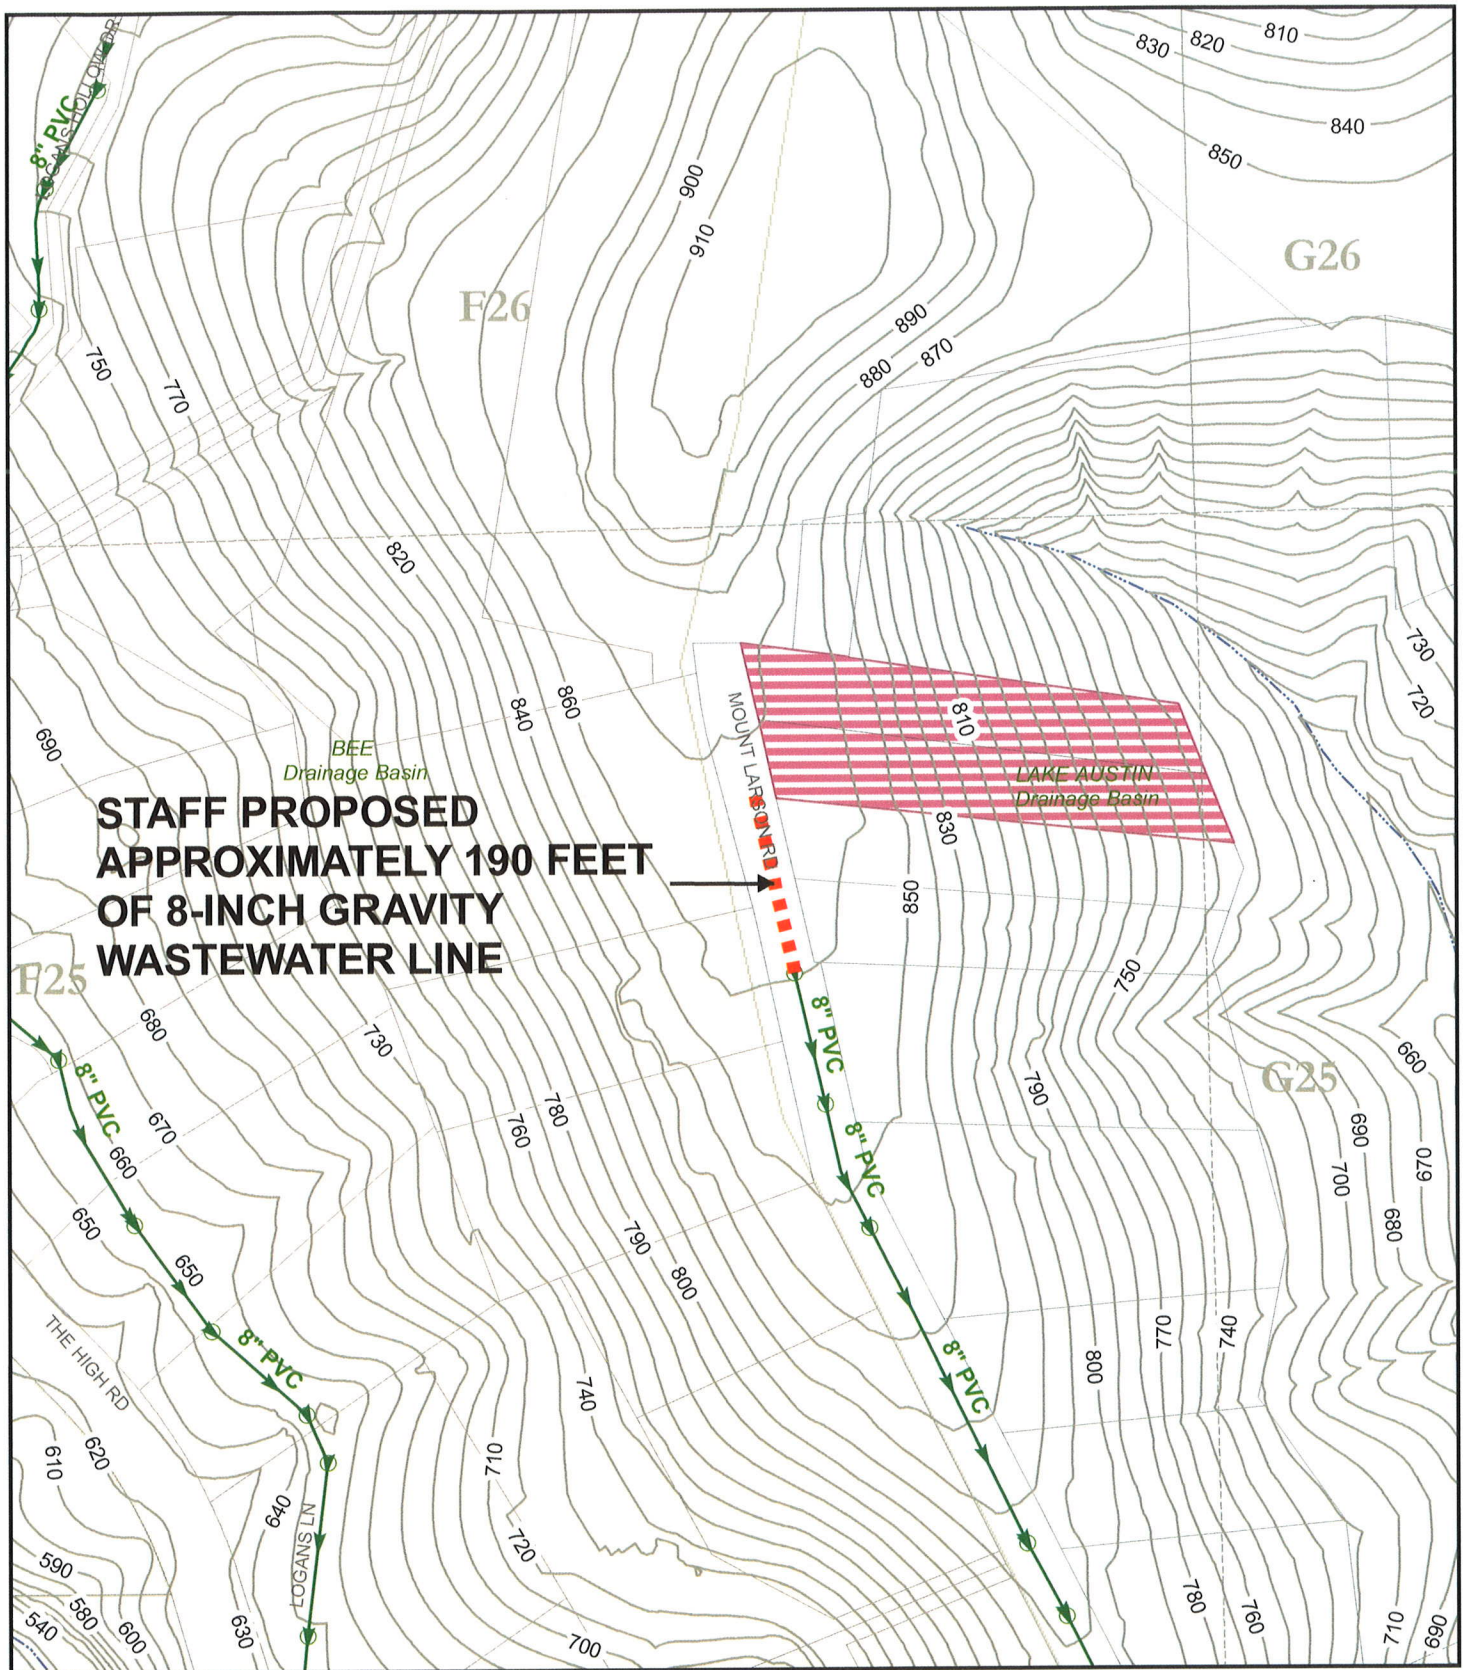 810
820
830
LOGANS HOLLOW DR
8" PVC
840
850
900
910
G26
F26
890
870
880
750
770
820
730
720
860
840
690
MOUNT LARSON RD
810
BEE
Drainage Basin
LAKE AUSTIN
Drainage Basin
STAFF PROPOSED
APPROXIMATELY 190 FEET
OF 8-INCH GRAVITY
WASTEWATER LINE
830
850
F25
750
680
730
8" PVC
660
G25
8" PVC
790
670
780
760
690
8" PVC
660
670
700
680
650
790
650
800
THE HIGH RD
8" PVC
770
740
800
8" PVC
740
620
610
710
640
LOGANS LN
720
590
580
600
540
630
700
780
760
710
690